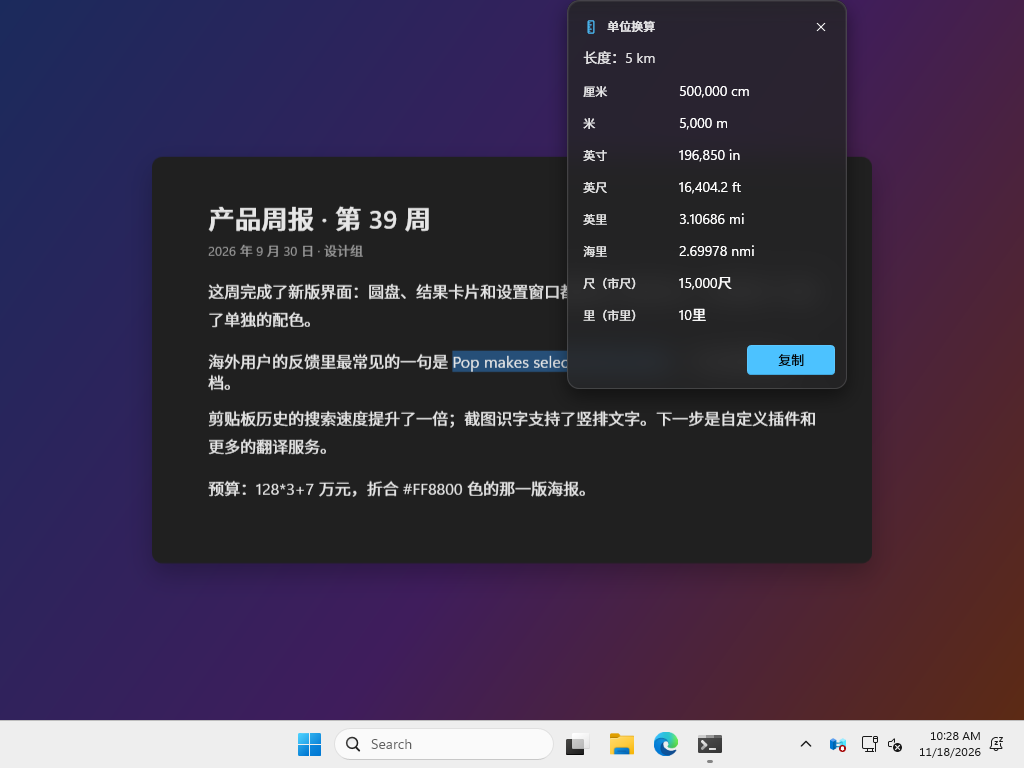 单位换算
长度：5 km
厘米 500,000 cm
米 5,000 m
英寸 196,850 in
英尺 16,404.2 ft
英里 3.10686 mi
海里 2.69978 nmi
尺（市尺） 15,000尺
里（市里） 10里
复制
产品周报 · 第 39 周
2026 年 9 月 30 日 · 设计组
这周完成了新版界面：圆盘、结果卡片和设置窗口
了单独的配色。
海外用户的反馈里最常见的一句是 Pop makes selec
档。
剪贴板历史的搜索速度提升了一倍；截图识字支持了竖排文字。下一步是自定义插件和
更多的翻译服务。
预算：128*3+7 万元，折合 #FF8800 色的那一版海报。
Search
10:28 AM
11/18/2026